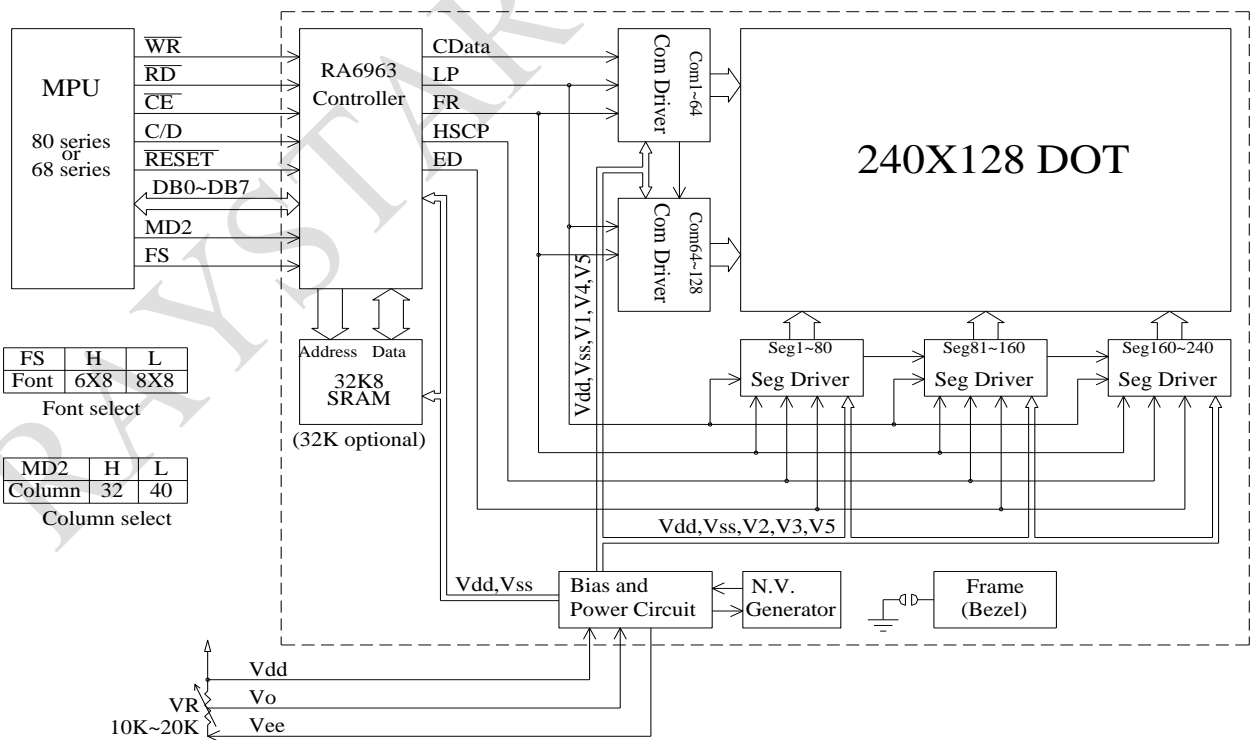 MPU
80 series
or
68 series
WR
RD
CE
C/D
RESET
DB0~DB7
MD2
FS
RA6963
Controller
CData
LP
FR
HSCP
ED
Com Driver
Com1~64
Com Driver
Com64~128
240X128 DOT
Vdd,Vss,V1,V4,V5
Address Data
32K8
SRAM
(32K optional)
Seg1~80
Seg Driver
Seg81~160
Seg Driver
Seg160~240
Seg Driver
FS H L
Font 6X8 8X8
Font select
MD2 H L
Column 32 40
Column select
Vdd,Vss,V2,V3,V5
Vdd,Vss
Bias and
Power Circuit
N.V.
Generator
Frame
(Bezel)
Vdd
Vo
Vee
VR
10K~20K
RAYSTAR